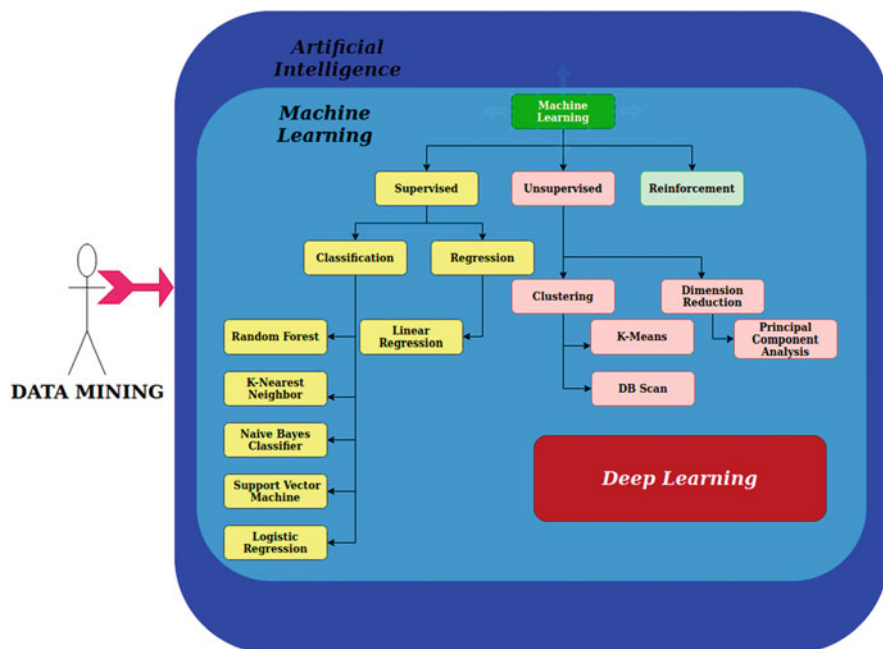 Artificial
Intelligence
Machine
Learning
Machine
Learning
Supervised
Unsupervised
Reinforcement
Classification
Regression
Clustering
Dimension
Reduction
Random Forest
Linear
Regression
K-Means
Principal
Component
Analysis
K-Nearest
Neighbor
DB Scan
DATA MINING
Naive Bayes
Classifier
Support Vector
Machine
Deep Learning
Logistic
Regression